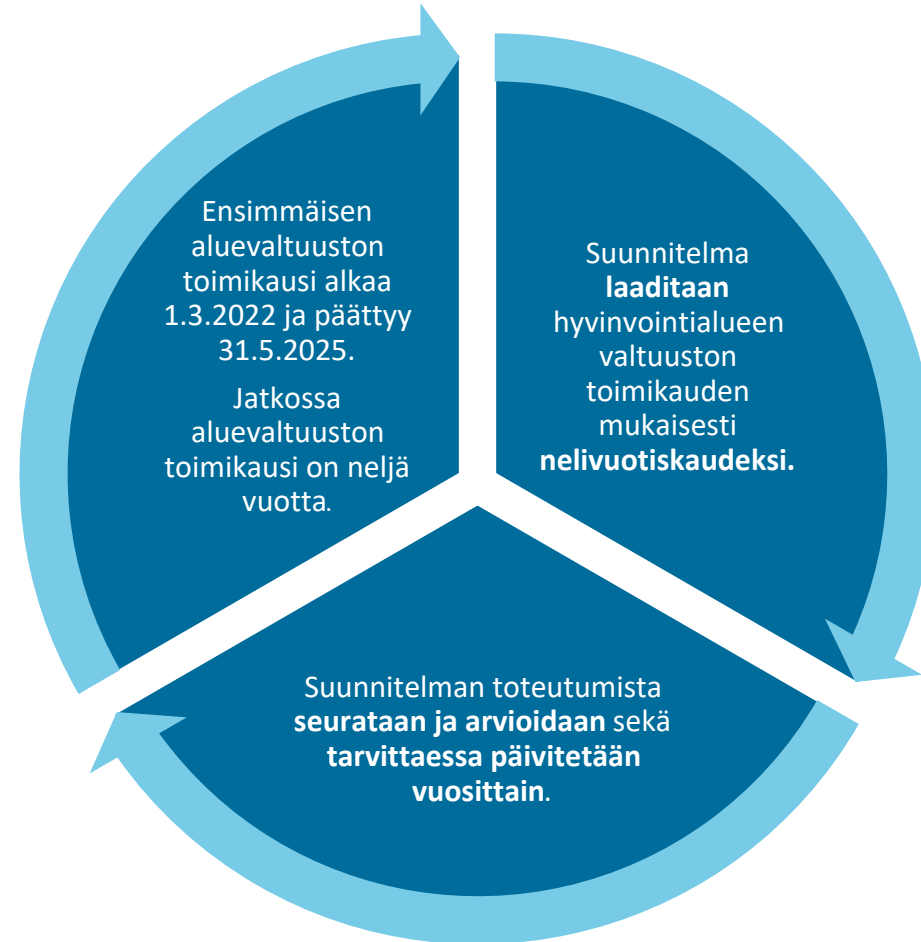 Ensimmäisen
aluevaltuuston
toimikausi alkaa
1.3.2022 ja päättyy
31.5.2025.
Jatkossa
aluevaltuuston
toimikausi on neljä
vuotta.
Suunnitelma
laaditaan
hyvinvointialueen
valtuuston
toimikauden
mukaisesti
nelivuotiskaudeksi.
Suunnitelman toteutumista
seurataan ja arvioidaan sekä
tarvittaessa päivitetään
vuosittain.